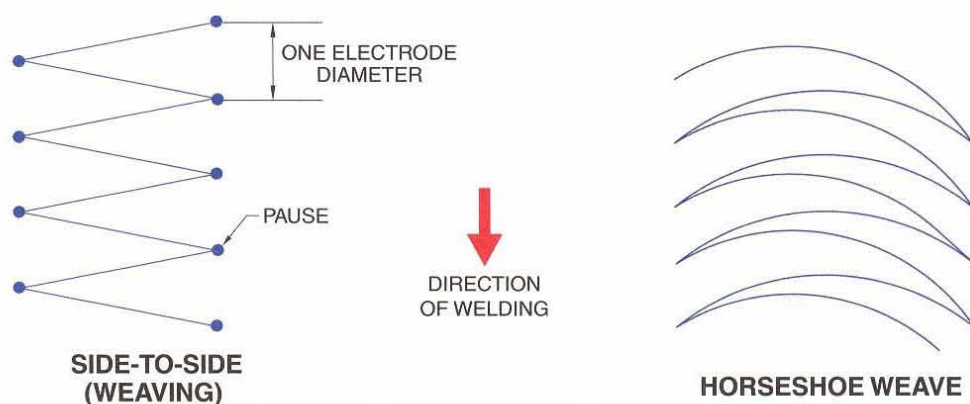 ONE ELECTRODE
DIAMETER
PAUSE
DIRECTION
OF WELDING
SIDE-TO-SIDE
(WEAVING)
HORSESHOE WEAVE